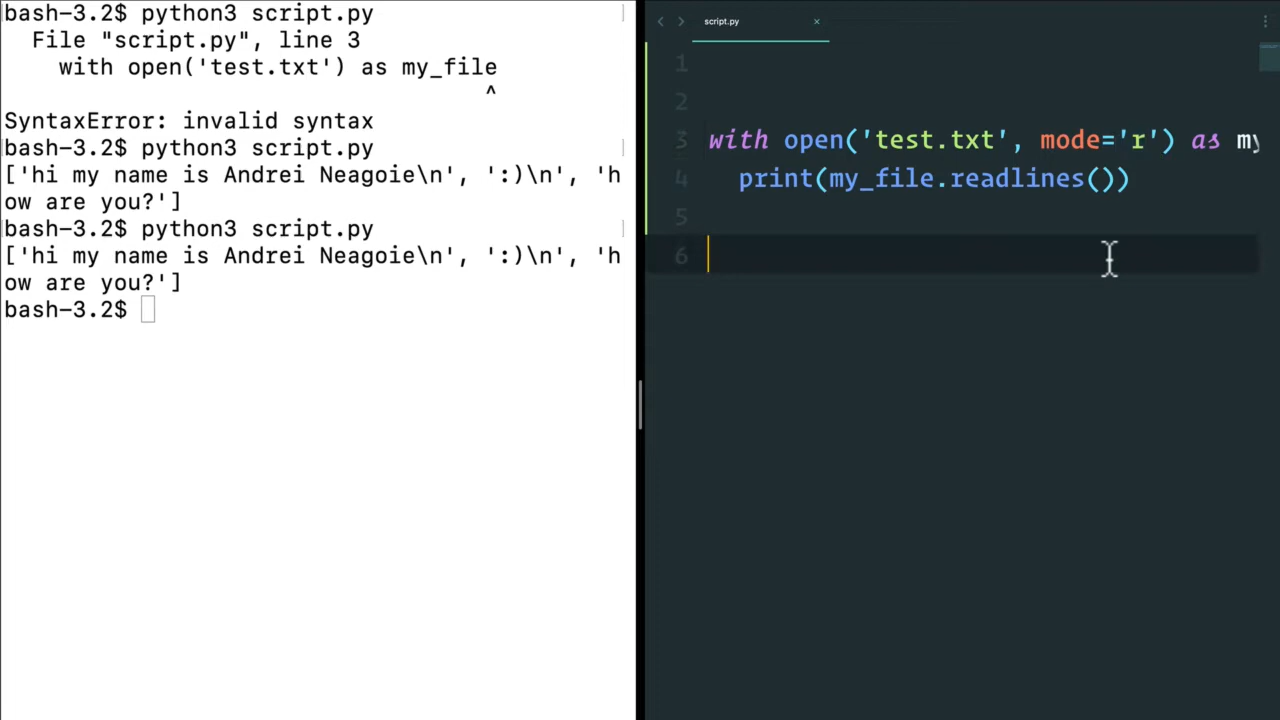 bash-3.2$ python3 script.py
  File "script.py", line 3
    with open('test.txt') as my_file
                                   ^
SyntaxError: invalid syntax
bash-3.2$ python3 script.py
['hi my name is Andrei Neagoie\n', ':)\n', 'h
ow are you?']
bash-3.2$ python3 script.py
['hi my name is Andrei Neagoie\n', ':)\n', 'h
ow are you?']
bash-3.2$
script.py ×
1
2
3 with open('test.txt', mode='r') as my
4   print(my_file.readlines())
5
6